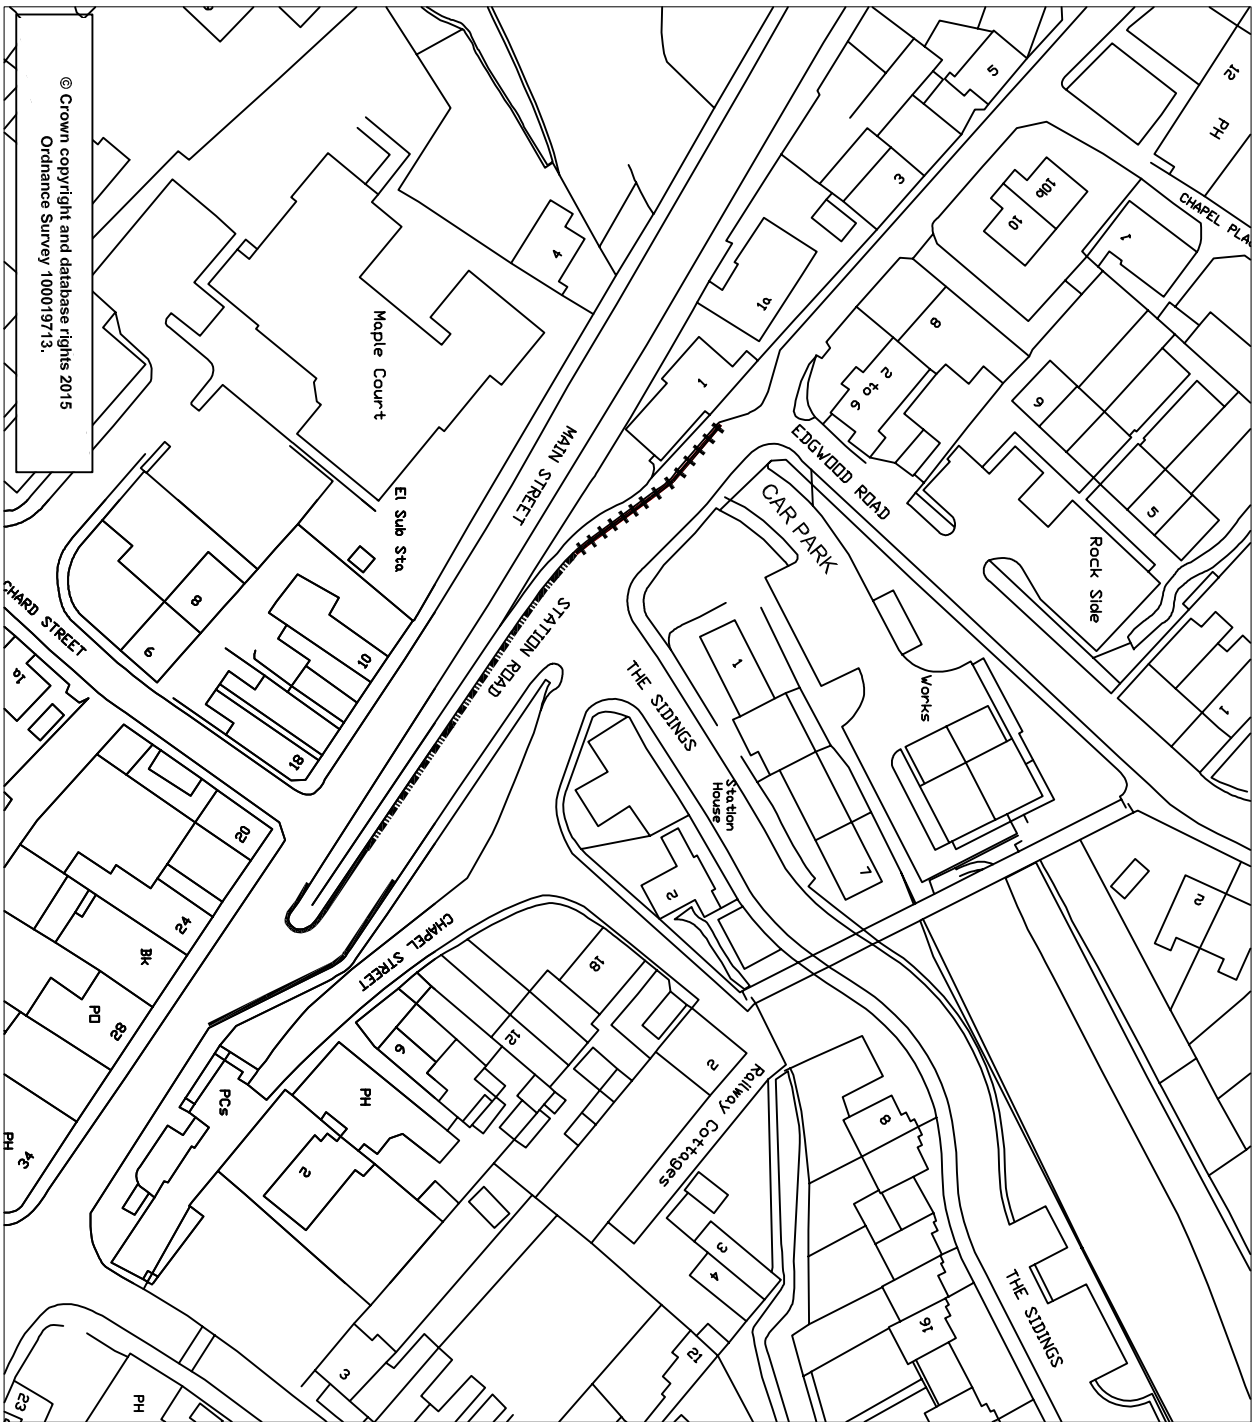 © Crown copyright and database rights 2015
Ordnance Survey 100019713.
5
12
PH
3
10b
10
CHAPEL PLA
1
4
1a
8
Maple Court
1
2
to
6
9
MAIN STREET
EDGWOOD ROAD
CAR PARK
5
El Sub Sta
Rock Side
8
CHARD STREET
6
10
STATION ROAD
THE SIDINGS
1
Works
1
1a
18
Station
House
20
7
2
2
24
CHAPEL STREET
Bk
18
PO
28
12
9
2
Railway Cottages
PCs
PH
8
PH
34
2
3
4
THE SIDINGS
16
21
3
PH
23